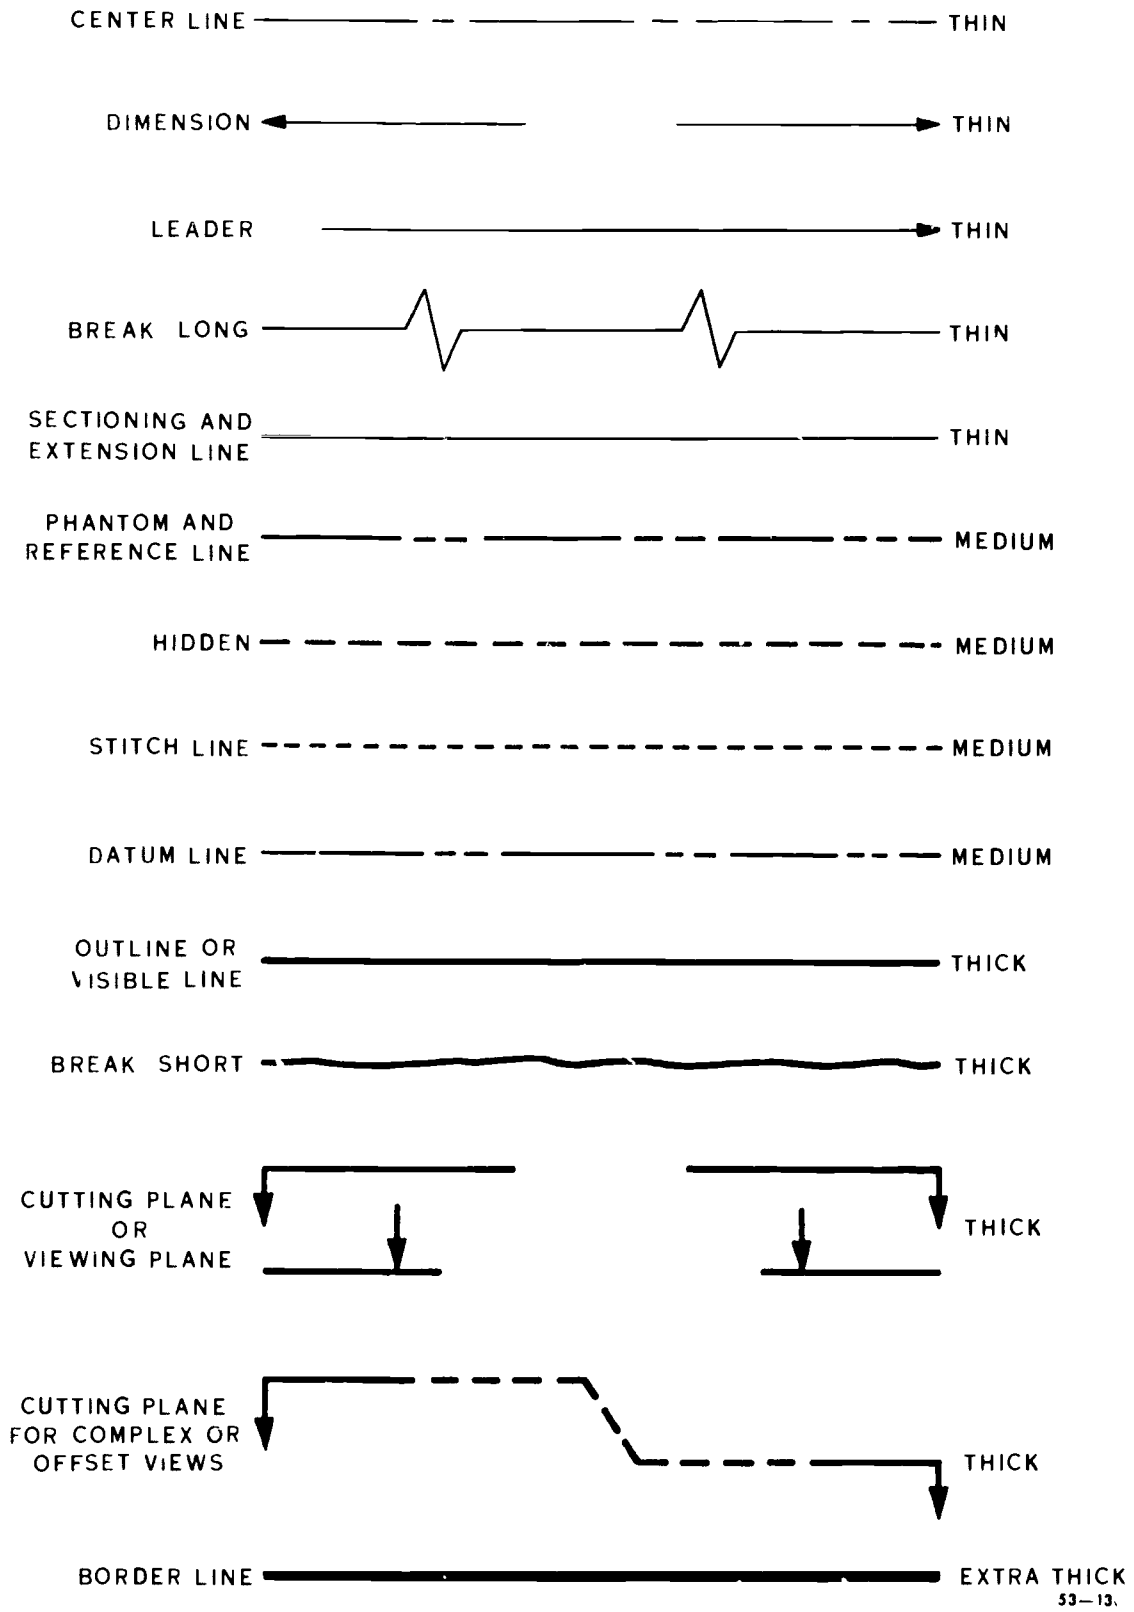 CENTER LINE THIN
DIMENSION THIN
LEADER THIN
BREAK LONG THIN
SECTIONING AND
EXTENSION LINE THIN
PHANTOM AND
REFERENCE LINE MEDIUM
HIDDEN MEDIUM
STITCH LINE MEDIUM
DATUM LINE MEDIUM
OUTLINE OR
VISIBLE LINE THICK
BREAK SHORT THICK
CUTTING PLANE
OR THICK
VIEWING PLANE
CUTTING PLANE
FOR COMPLEX OR
OFFSET VIEWS THICK
BORDER LINE EXTRA THICK
53-13.